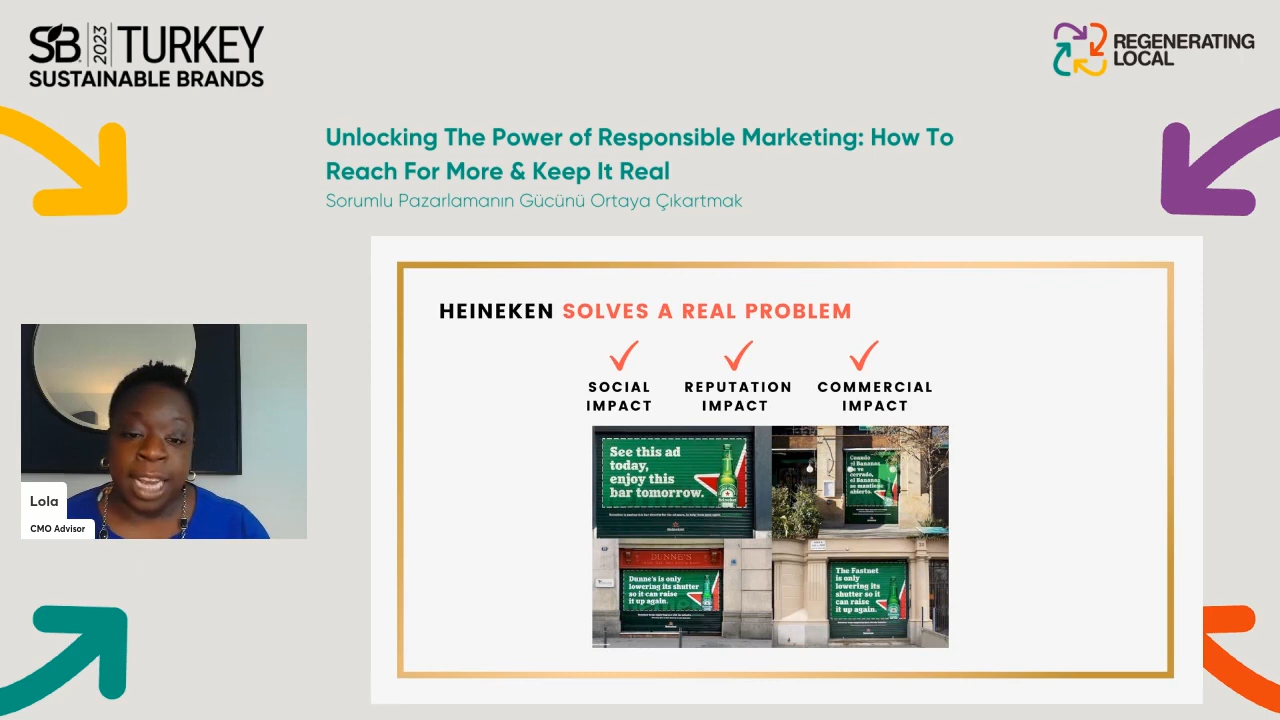 SB 2023 TURKEY
SUSTAINABLE BRANDS
REGENERATING
LOCAL
Unlocking The Power of Responsible Marketing: How To
Reach For More & Keep It Real
Sorumlu Pazarlamanın Gücünü Ortaya Çıkartmak
HEINEKEN SOLVES A REAL PROBLEM
SOCIAL
IMPACT
REPUTATION
IMPACT
COMMERCIAL
IMPACT
See this ad
today,
enjoy this
bar tomorrow.
Cuando
el Bananas
se ve
cerrado,
el Bananas
se mantiene
abierto.
DUNNE'S
Dunne's is only
lowering its shutter
so it can raise
it up again.
The Fastnet
is only
lowering its
shutter so it
can raise
it up again.
Lola
CMO Advisor